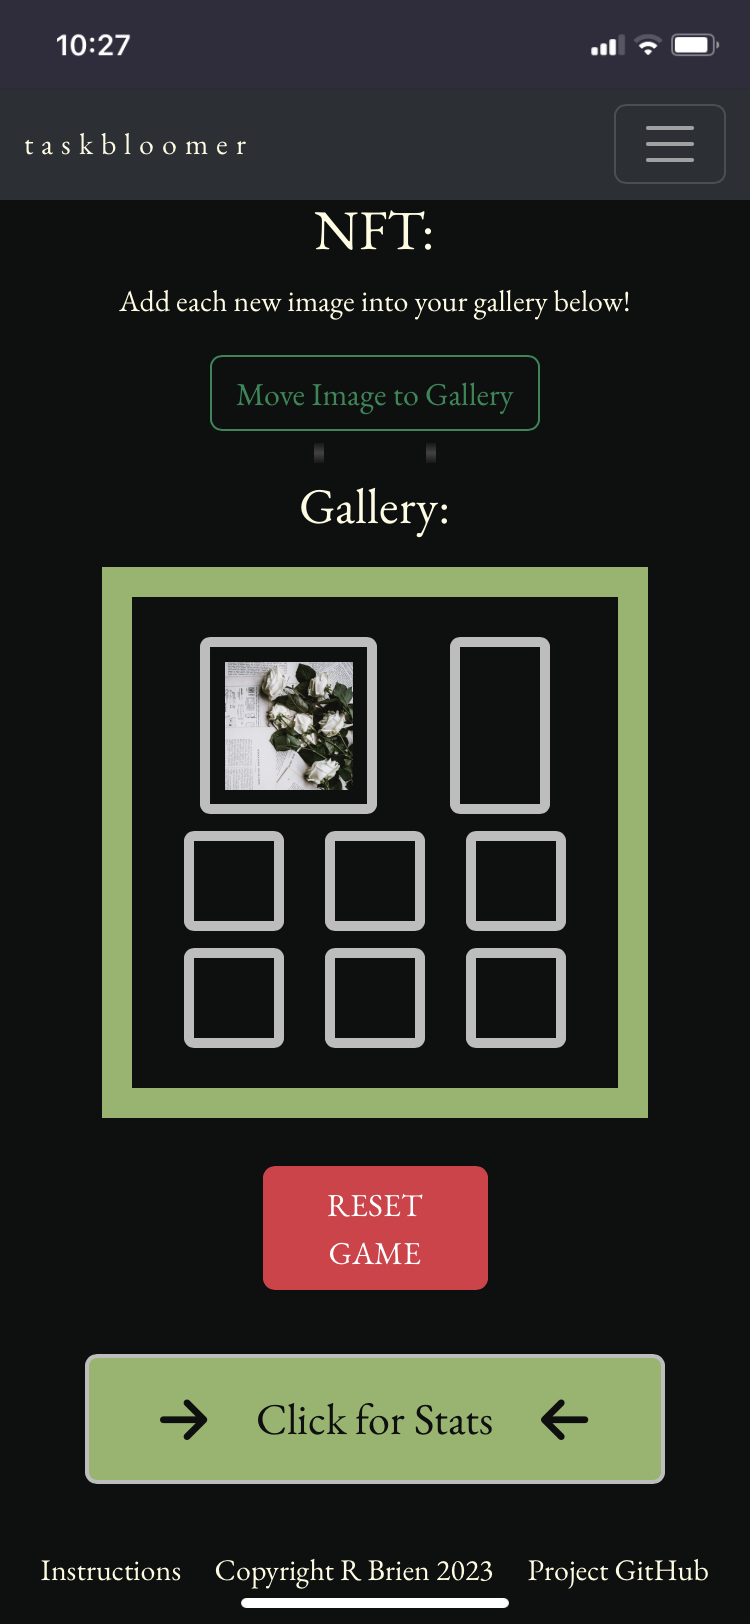 10:27
taskbloomer
NFT:
Add each new image into your gallery below!
Move Image to Gallery
Gallery:
RESET
GAME
Click for Stats
Instructions Copyright R Brien 2023 Project GitHub